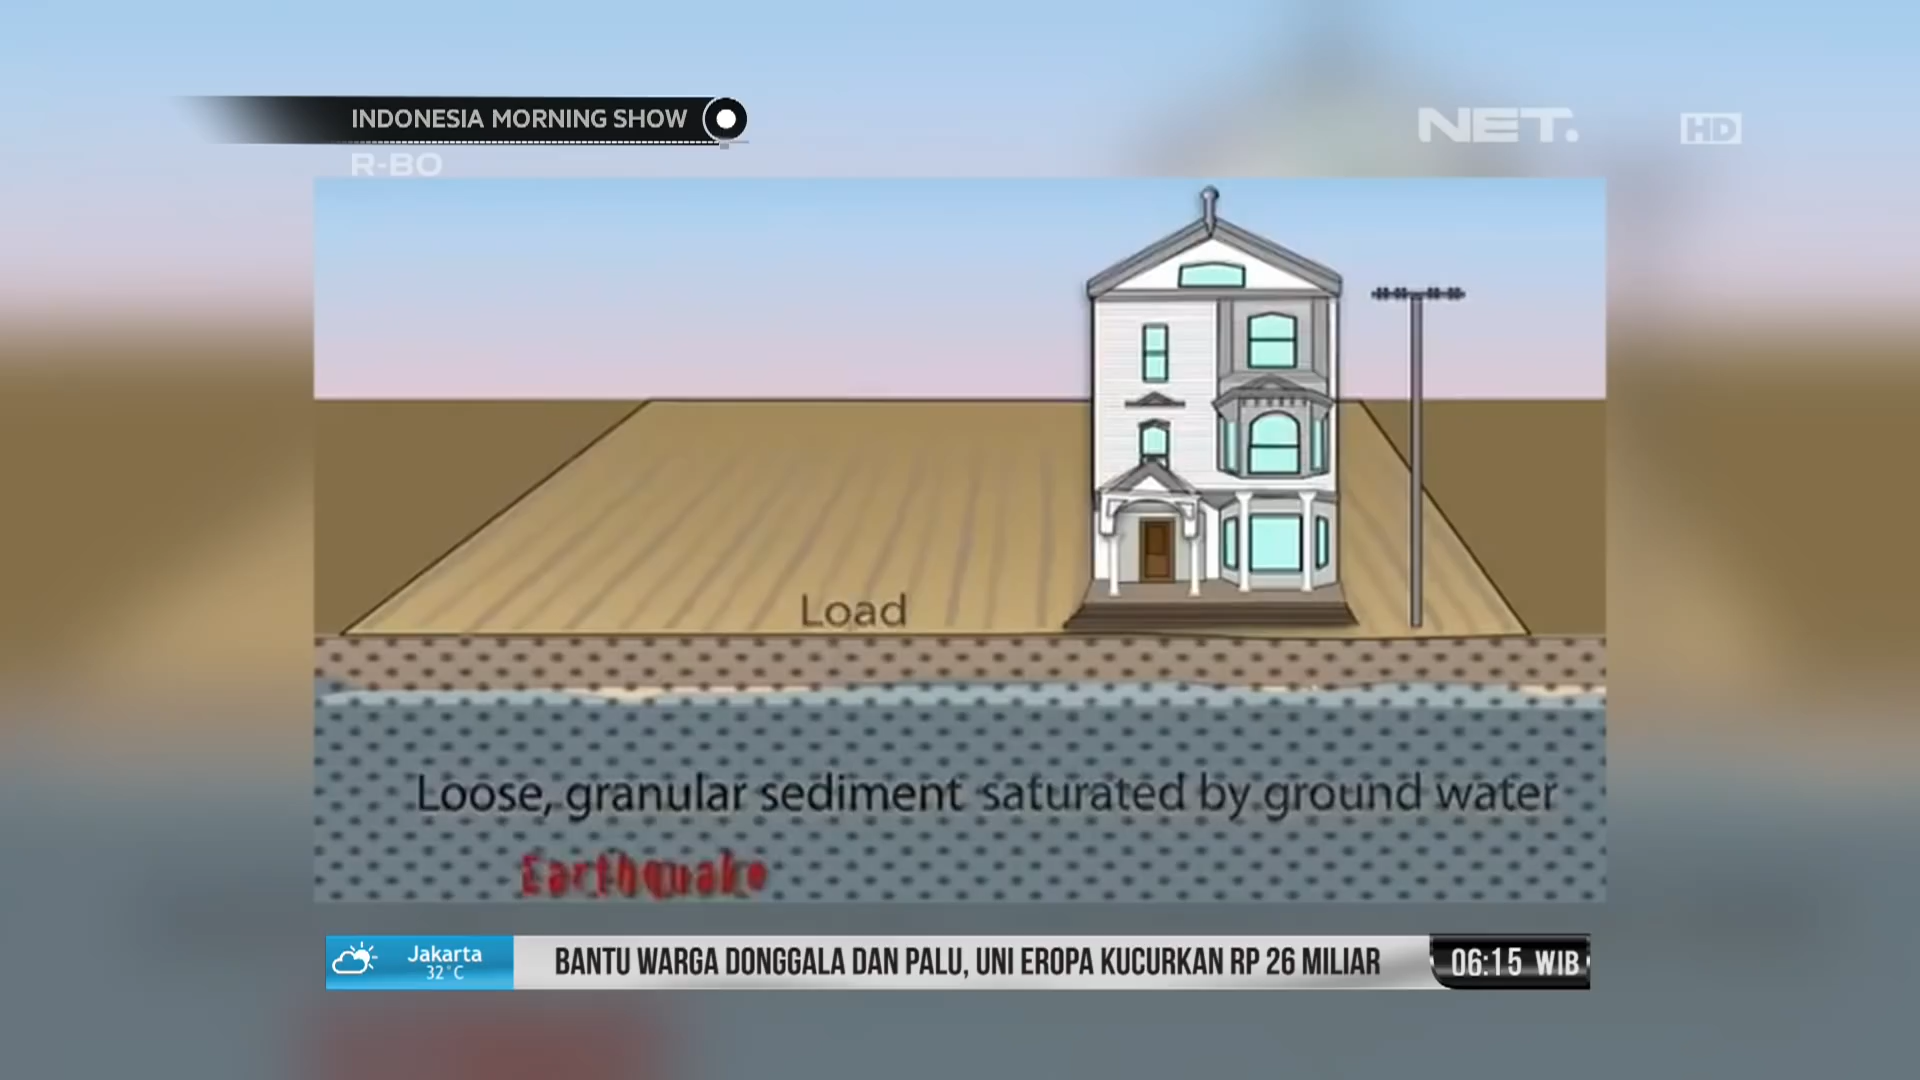 INDONESIA MORNING SHOW
NET.
HD
R-BO
Load
Loose, granular sediment saturated by ground water
Earthquake
Jakarta
32°C
BANTU WARGA DONGGALA DAN PALU, UNI EROPA KUCURKAN RP 26 MILIAR
06:15 WIB